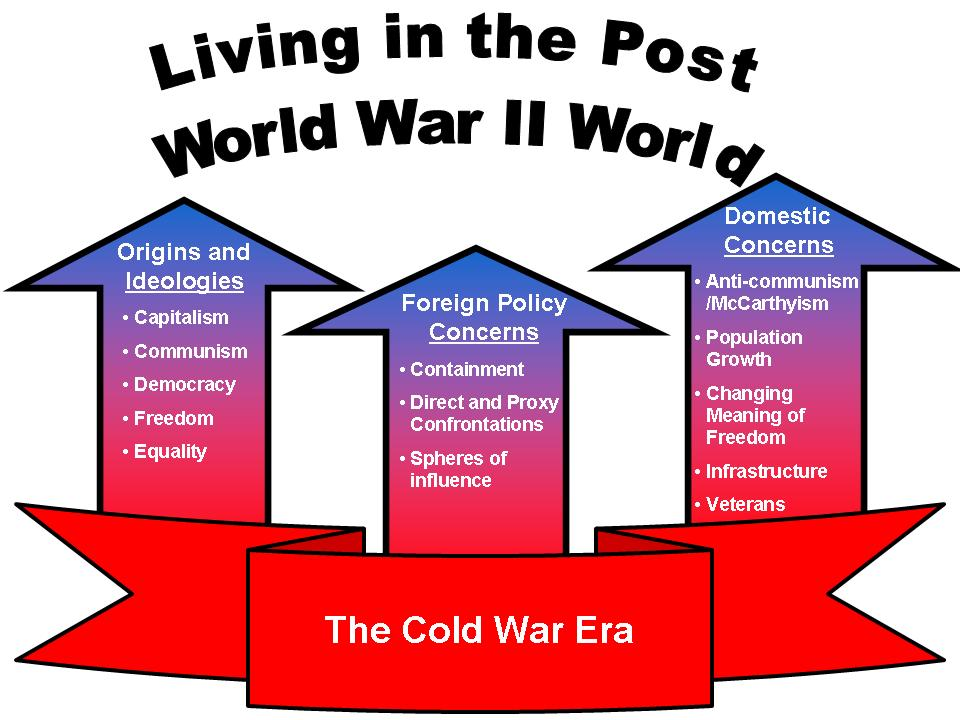 Living in the Post
World War II World
Origins and
Ideologies
• Capitalism
• Communism
• Democracy
• Freedom
• Equality
Foreign Policy
Concerns
• Containment
• Direct and Proxy
Confrontations
• Spheres of
influence
Domestic
Concerns
• Anti-communism
/McCarthyism
• Population
Growth
• Changing
Meaning of
Freedom
• Infrastructure
• Veterans
The Cold War Era